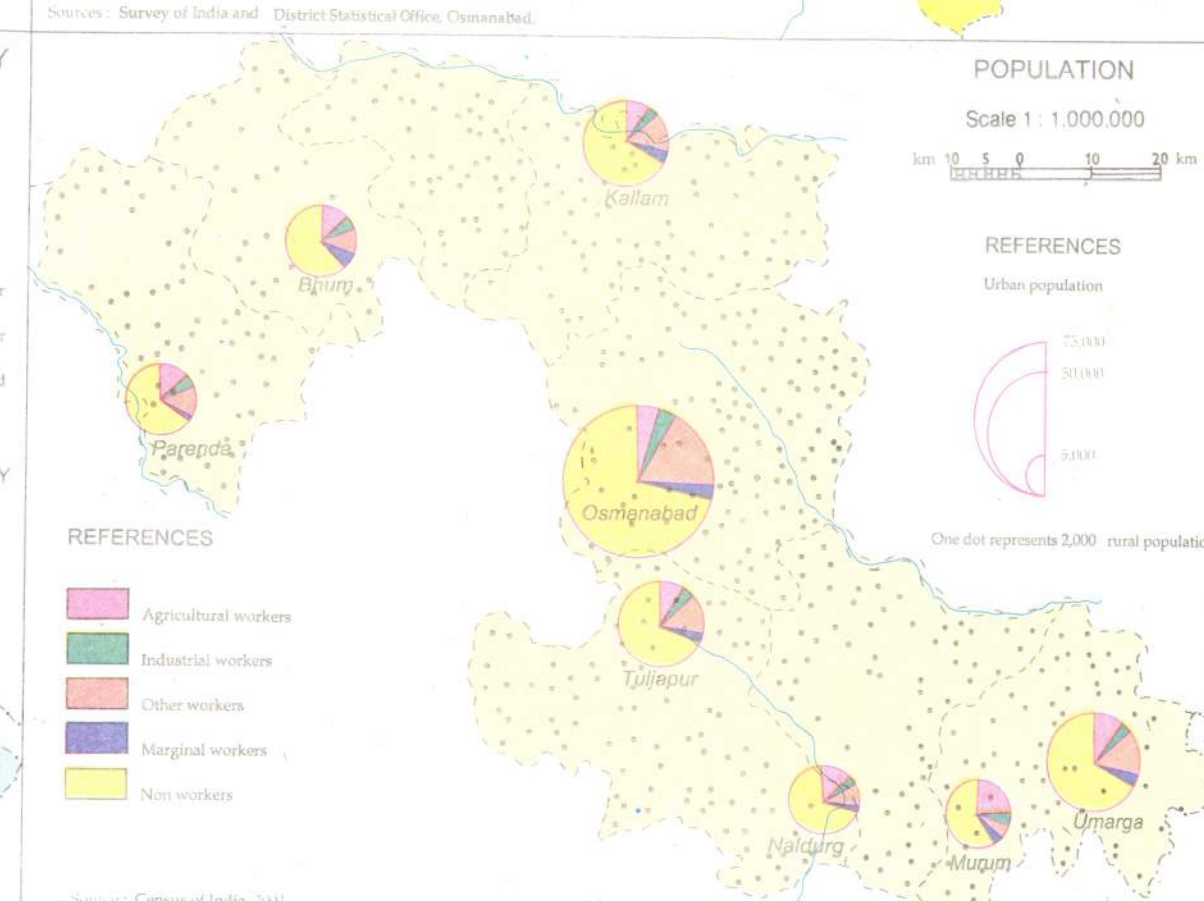 Sources : Survey of India and District Statistical Office, Osmanabad.
Y
POPULATION
Scale 1 : 1,000,000
km 10 5 0 10 20 km
REFERENCES
Urban population
75,000
50,000
5,000
One dot represents 2,000 rural populatio
Kallam
Bhum
Parenda
Osmanabad
Tuljapur
Naldurg
Murum
Umarga
r
r
d
Y
REFERENCES
Agricultural workers
Industrial workers
Other workers
Marginal workers
Non workers
Source : Census of India, 2001